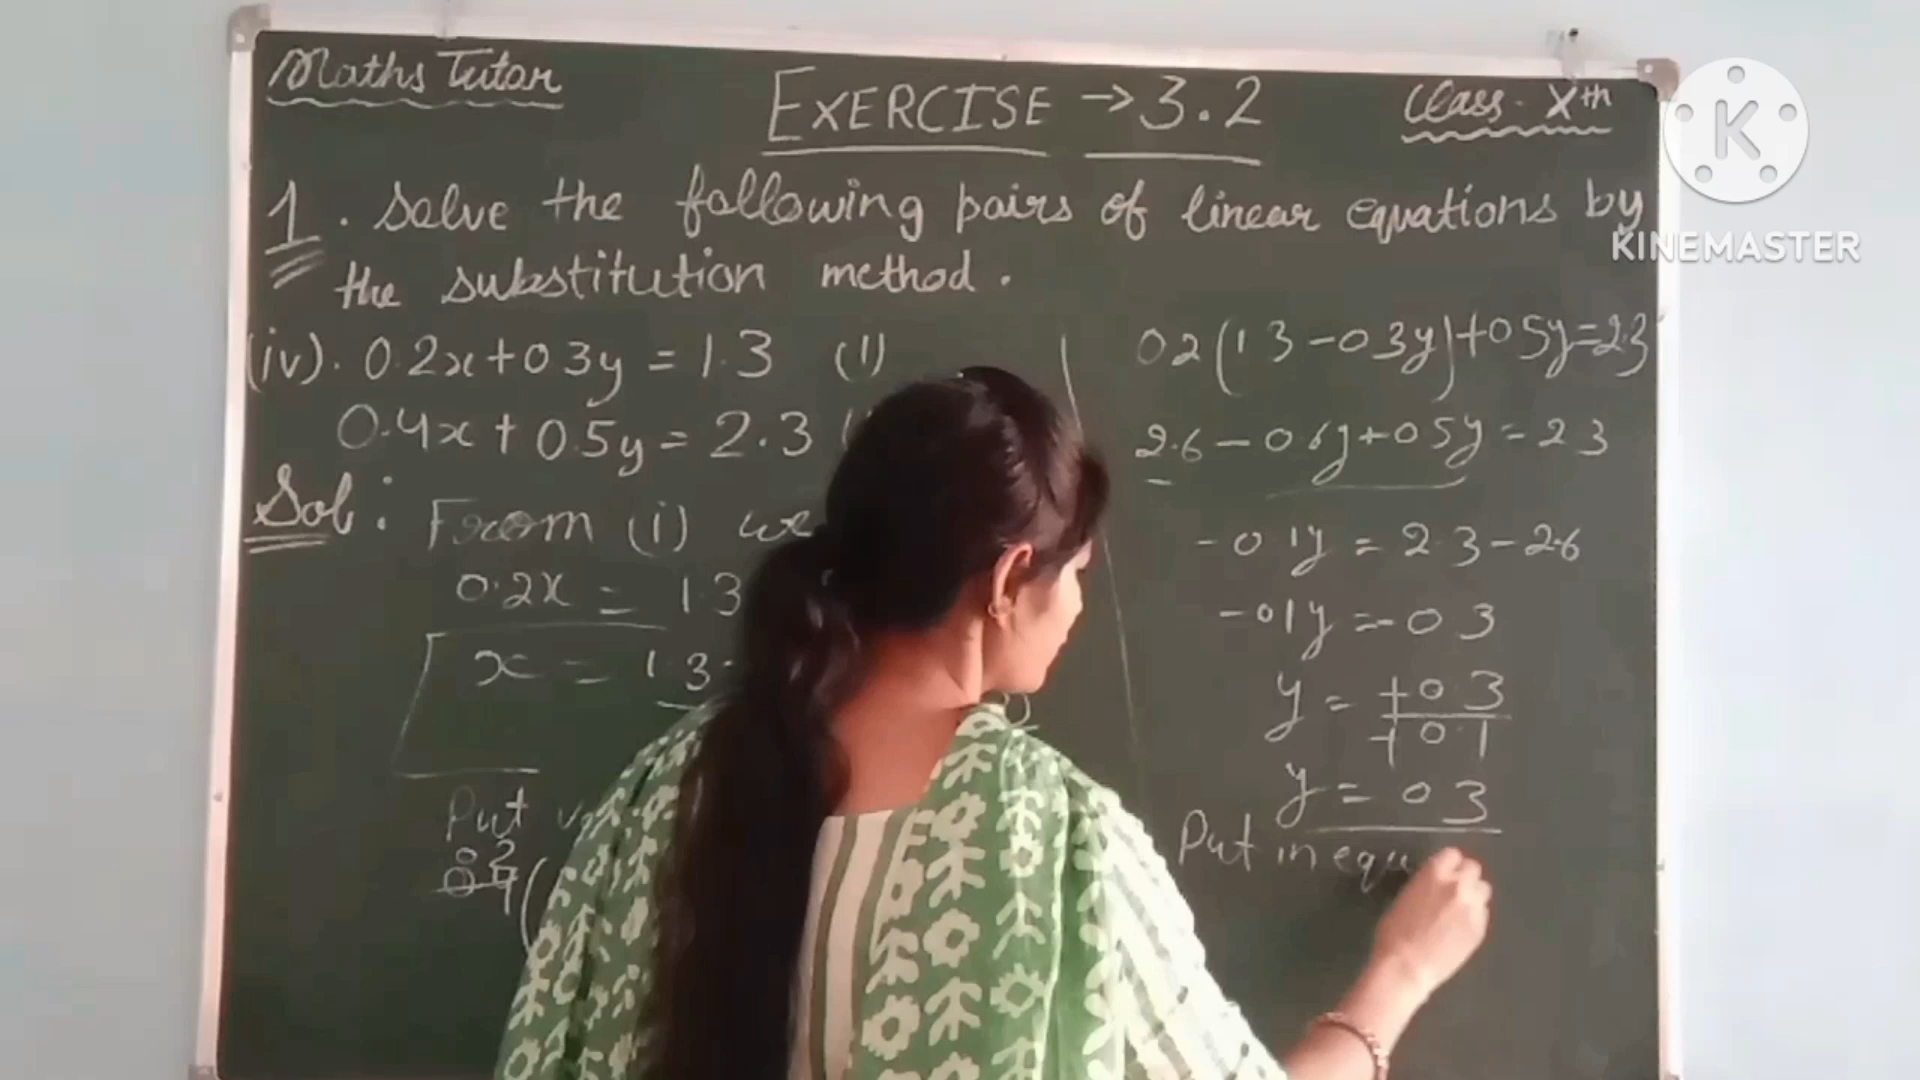 Maths Tutor
EXERCISE → 3.2
Class. Xth
K
KINEMASTER
1. Solve the following pairs of linear equations by
the substitution method.
(iv). 0.2x+0.3y = 1.3 (1)
0.4x + 0.5y = 2.3
Sol: From (i) we
0.2x = 1.3
x = 1.3
Put
0.2
0.4(
0.2(1.3-0.3y)+0.5y=2.3
2.6-0.6y+0.5y=2.3
-0.1y = 2.3-2.6
-0.1y=-0.3
y = +0.3
+0.1
y = 0.3
Put in equ